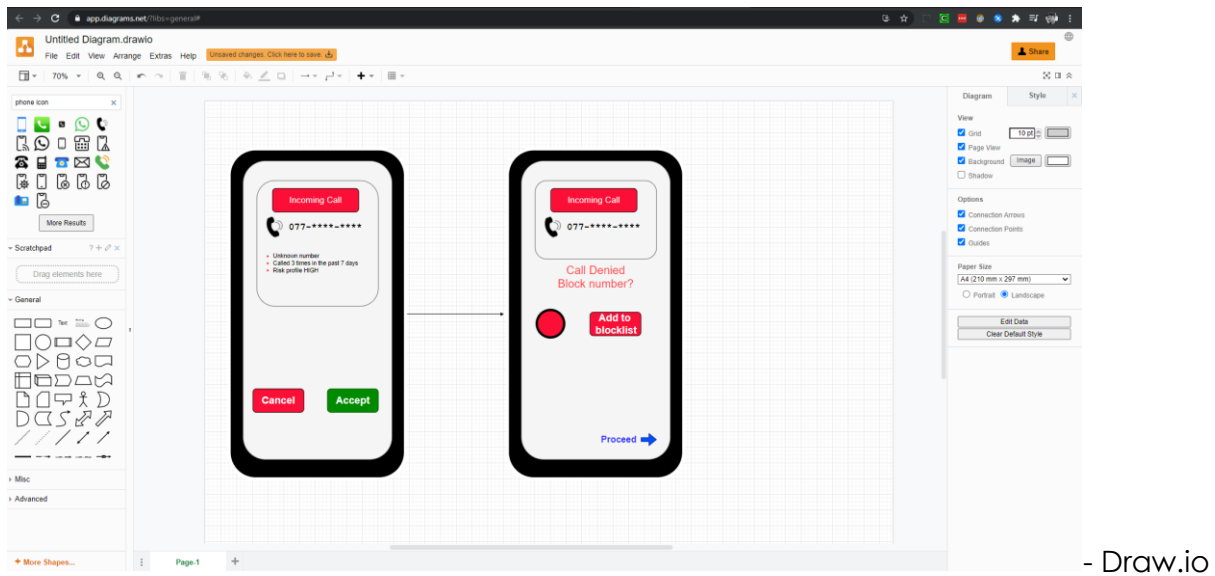 app.diagrams.net/?libs=general#
Untitled Diagram.drawio
File Edit View Arrange Extras Help Unsaved changes. Click here to save.
Share
70%
phone icon
More Results
Scratchpad
Drag elements here
General
Text
Misc
Advanced
+ More Shapes...
Incoming Call
077-****-****
Unknown number
Called 3 times in the past 7 days
Risk profile HIGH
Cancel
Accept
Incoming Call
077-****-****
Call Denied
Block number?
Add to
blocklist
Proceed
Page-1
Diagram Style
View
Grid 10 pt
Page View
Background Image
Shadow
Options
Connection Arrows
Connection Points
Guides
Paper Size
A4 (210 mm x 297 mm)
Portrait Landscape
Edit Data
Clear Default Style
- Draw.io